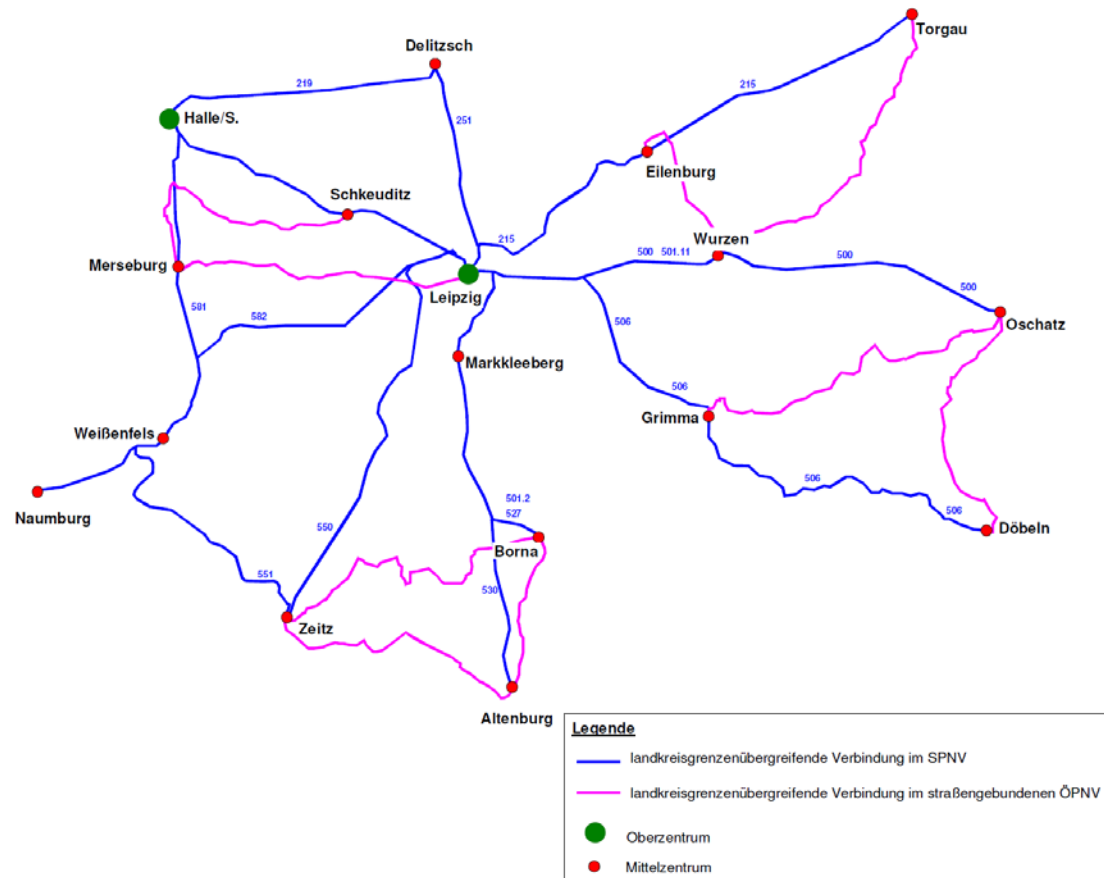 Torgau
Delitzsch
219
215
Halle/S.
251
Eilenburg
Schkeuditz
215
Wurzen
500 501.11
500
Merseburg
Leipzig
500
581
582
506
Oschatz
Markkleeberg
506
Grimma
Weißenfels
506
501.2
Naumburg
527
506
550
Döbeln
Borna
551
530
Zeitz
Altenburg
Legende
landkreisgrenzenübergreifende Verbindung im SPNV
landkreisgrenzenübergreifende Verbindung im straßengebundenen ÖPNV
Oberzentrum
Mittelzentrum